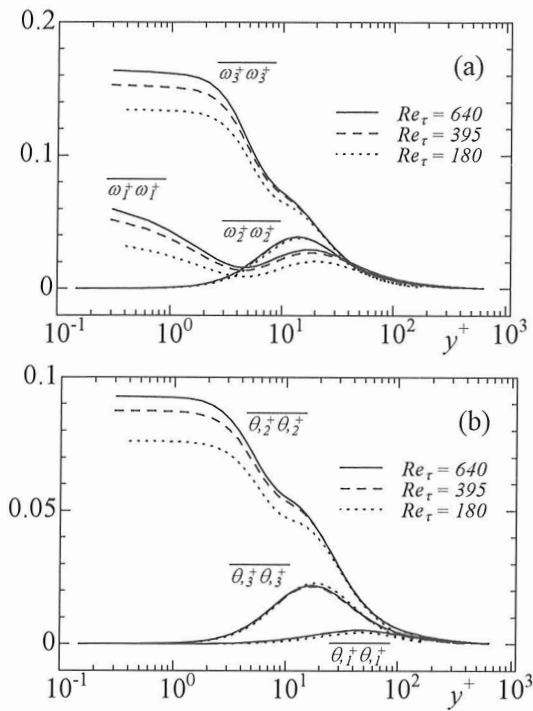 0.2
ω₃⁺ω₃⁺
(a)
Reτ = 640
Reτ = 395
Reτ = 180
0.1
ω₁⁺ω₁⁺
ω₂⁺ω₂⁺
0
10⁻¹ 10⁰ 10¹ 10² y⁺ 10³
0.1
θ,₂⁺θ,₂⁺
(b)
Reτ = 640
Reτ = 395
Reτ = 180
0.05
θ,₃⁺θ,₃⁺
0
θ,₁⁺θ,₁⁺
10⁻¹ 10⁰ 10¹ 10² y⁺ 10³